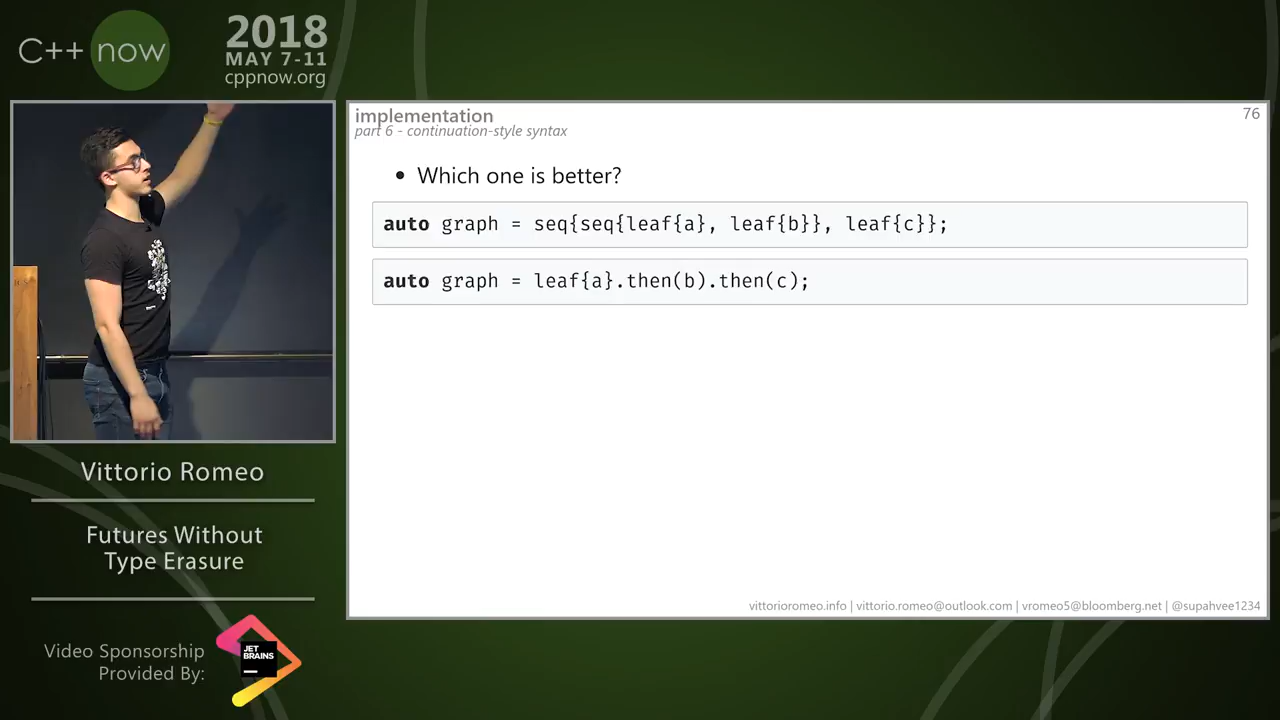 C++ now
2018
MAY 7-11
cppnow.org
implementation
76
part 6 - continuation-style syntax
• Which one is better?
auto graph = seq{seq{leaf{a}, leaf{b}}, leaf{c}};
auto graph = leaf{a}.then(b).then(c);
vittorioromeo.info | vittorio.romeo@outlook.com | vromeo5@bloomberg.net | @supahvee1234
Vittorio Romeo
Futures Without
Type Erasure
Video Sponsorship
Provided By:
JET
BRAINS